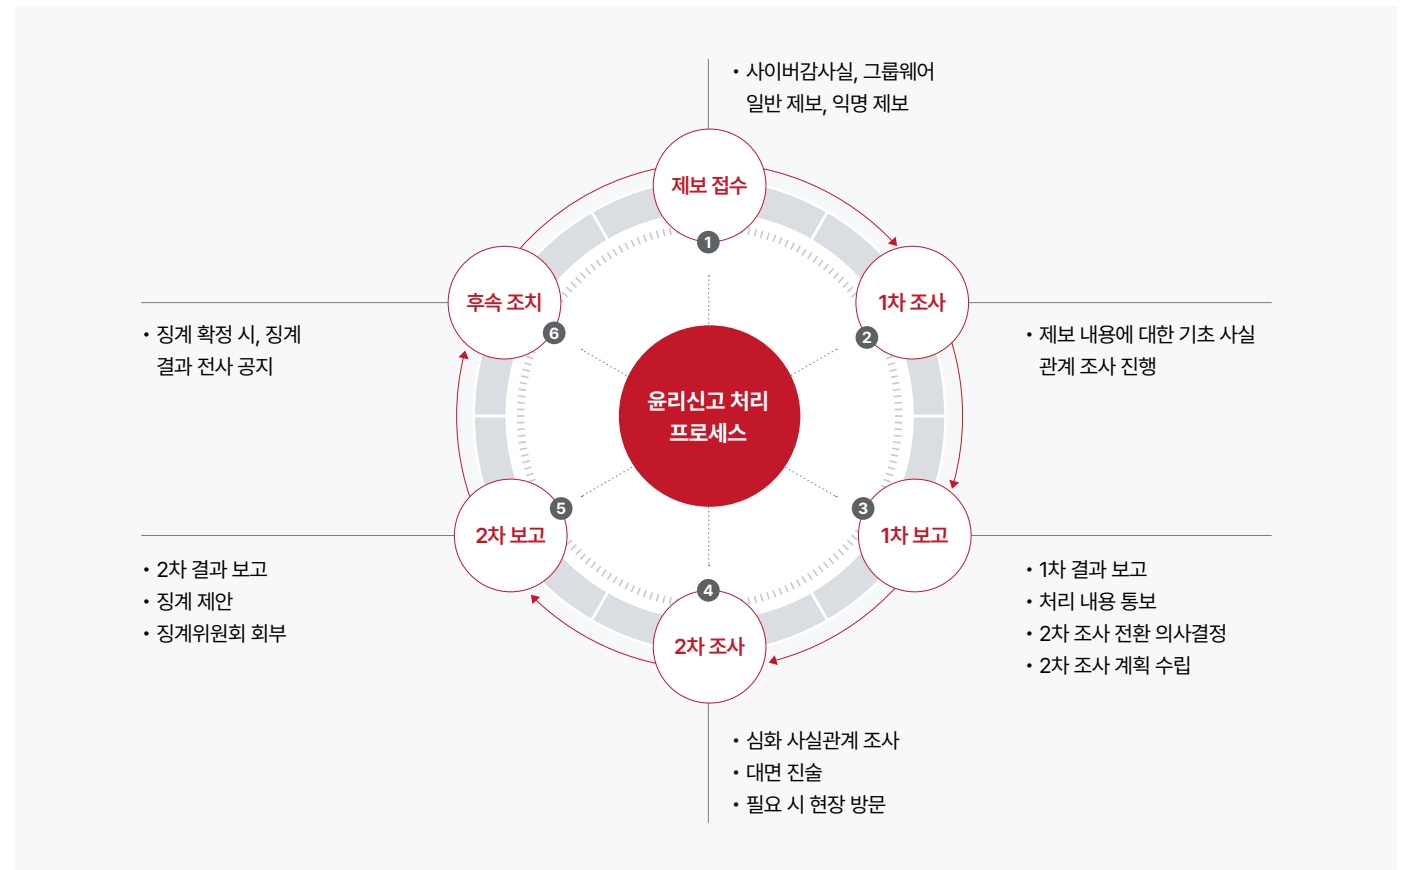 • 사이버감사실, 그룹웨어
일반 제보, 익명 제보
제보 접수
1
1차 조사
2
• 제보 내용에 대한 기초 사실
관계 조사 진행
1차 보고
3
• 1차 결과 보고
• 처리 내용 통보
• 2차 조사 전환 의사결정
• 2차 조사 계획 수립
4
2차 조사
• 심화 사실관계 조사
• 대면 진술
• 필요 시 현장 방문
2차 보고
5
• 2차 결과 보고
• 징계 제안
• 징계위원회 회부
후속 조치
6
• 징계 확정 시, 징계
결과 전사 공지
윤리신고 처리
프로세스